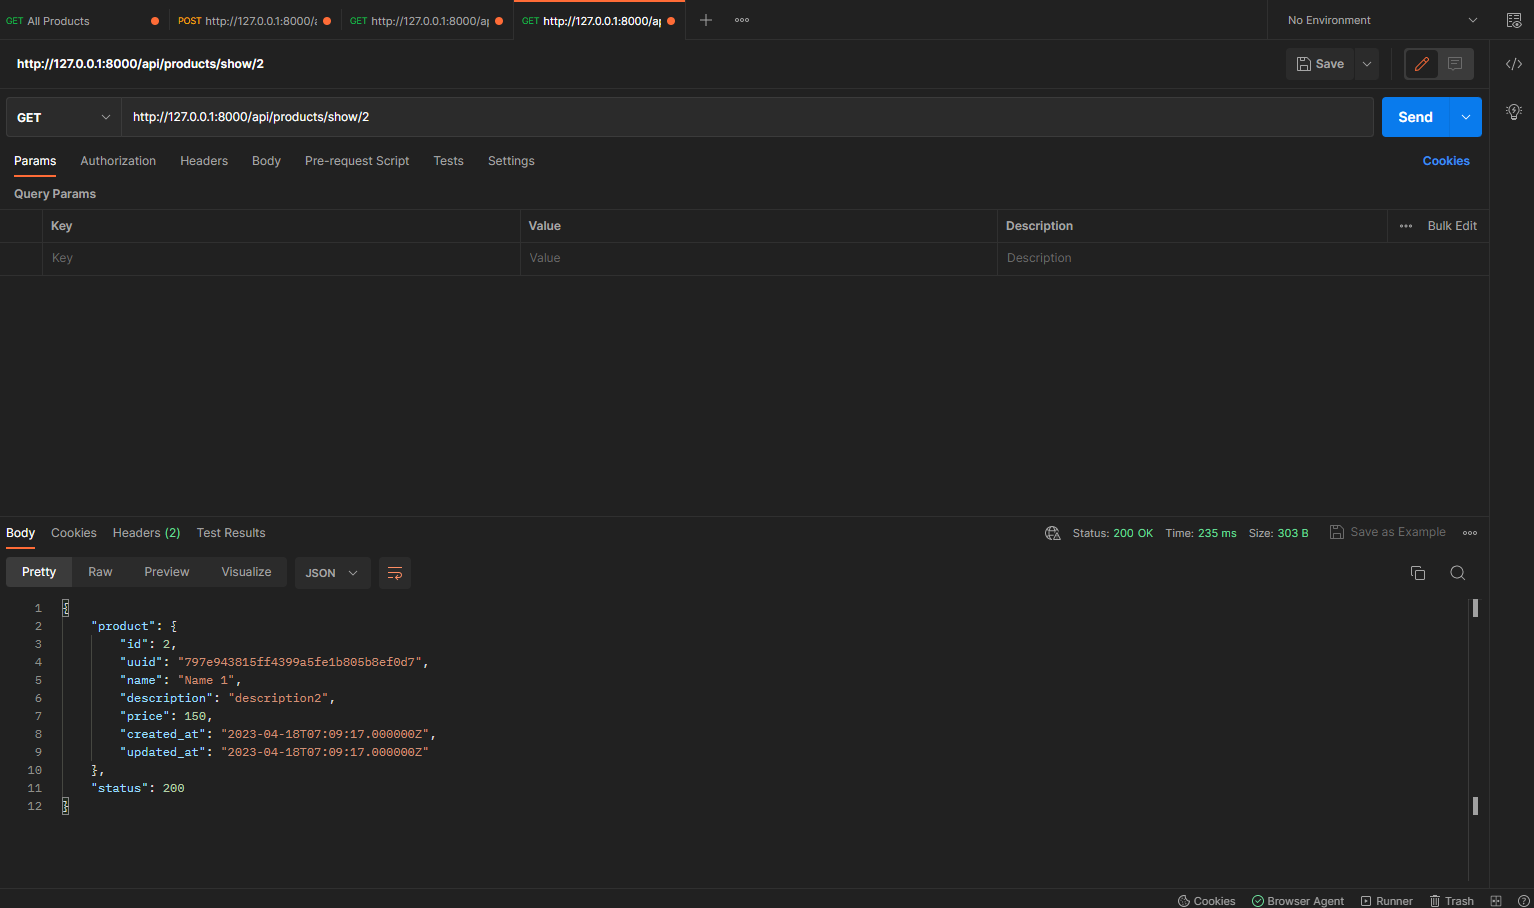 GET All Products
POST http://127.0.0.1:8000/a
GET http://127.0.0.1:8000/ap
GET http://127.0.0.1:8000/ap
No Environment
http://127.0.0.1:8000/api/products/show/2
Save
GET
http://127.0.0.1:8000/api/products/show/2
Send
Params Authorization Headers Body Pre-request Script Tests Settings Cookies
Query Params
Key Value Description Bulk Edit
Key Value Description
Body Cookies Headers (2) Test Results Status: 200 OK Time: 235 ms Size: 303 B Save as Example
Pretty Raw Preview Visualize JSON
1 {
2 "product": {
3 "id": 2,
4 "uuid": "797e943815ff4399a5fe1b805b8ef0d7",
5 "name": "Name 1",
6 "description": "description2",
7 "price": 150,
8 "created_at": "2023-04-18T07:09:17.000000Z",
9 "updated_at": "2023-04-18T07:09:17.000000Z"
10 },
11 "status": 200
12 }
Cookies Browser Agent Runner Trash